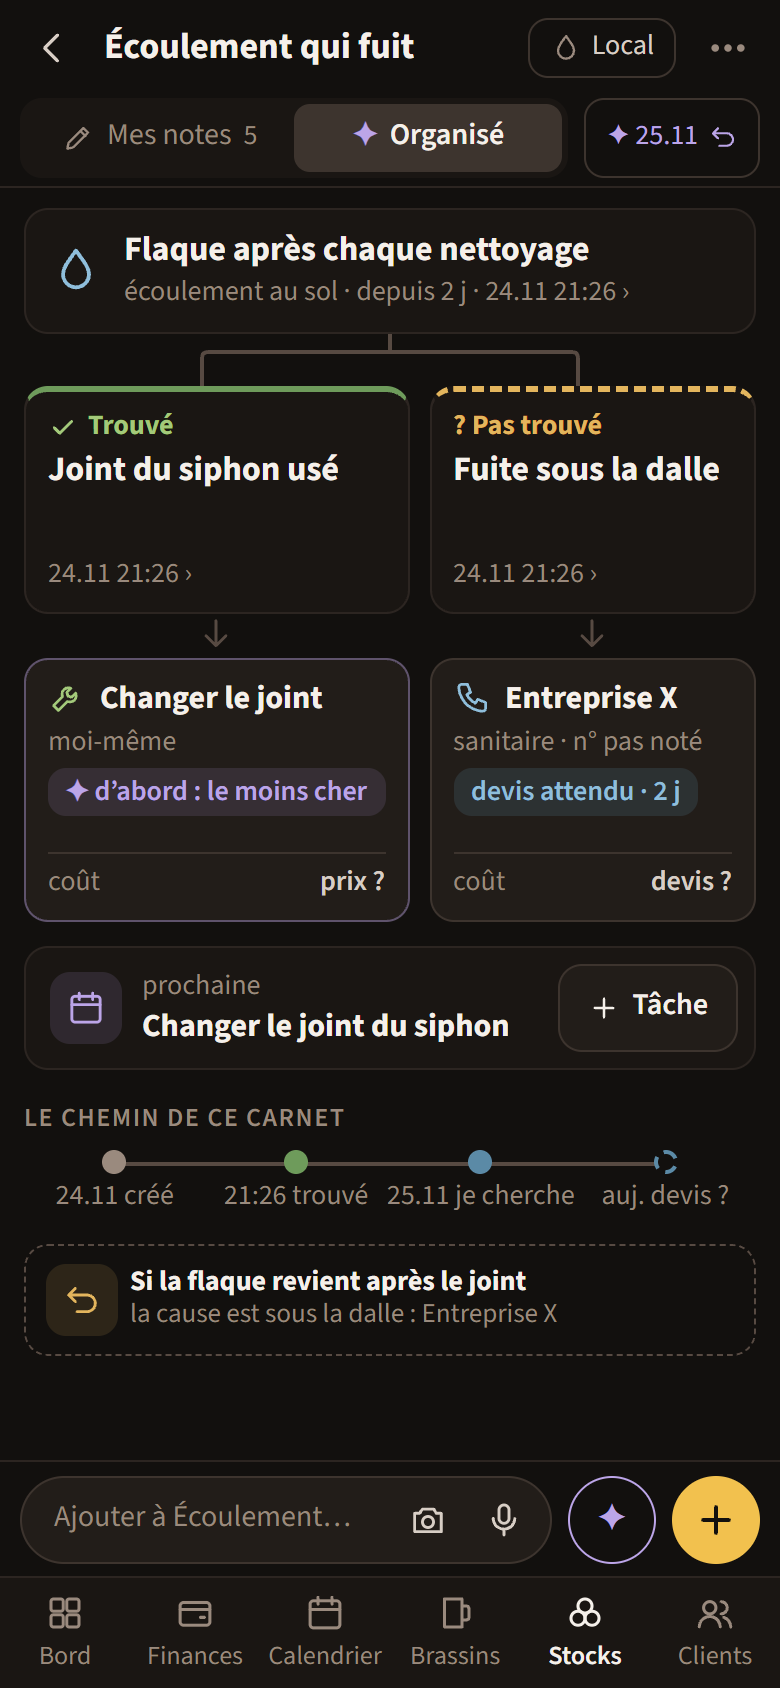 Écoulement qui fuit
Local
Mes notes 5
Organisé
25.11
Flaque après chaque nettoyage
écoulement au sol · depuis 2 j · 24.11 21:26 ›
Trouvé
Joint du siphon usé
24.11 21:26 ›
? Pas trouvé
Fuite sous la dalle
24.11 21:26 ›
Changer le joint
moi-même
d’abord : le moins cher
coût prix ?
Entreprise X
sanitaire · n° pas noté
devis attendu · 2 j
coût devis ?
prochaine
Changer le joint du siphon
Tâche
LE CHEMIN DE CE CARNET
24.11 créé
21:26 trouvé
25.11 je cherche
auj. devis ?
Si la flaque revient après le joint
la cause est sous la dalle : Entreprise X
Ajouter à Écoulement…
Bord
Finances
Calendrier
Brassins
Stocks
Clients